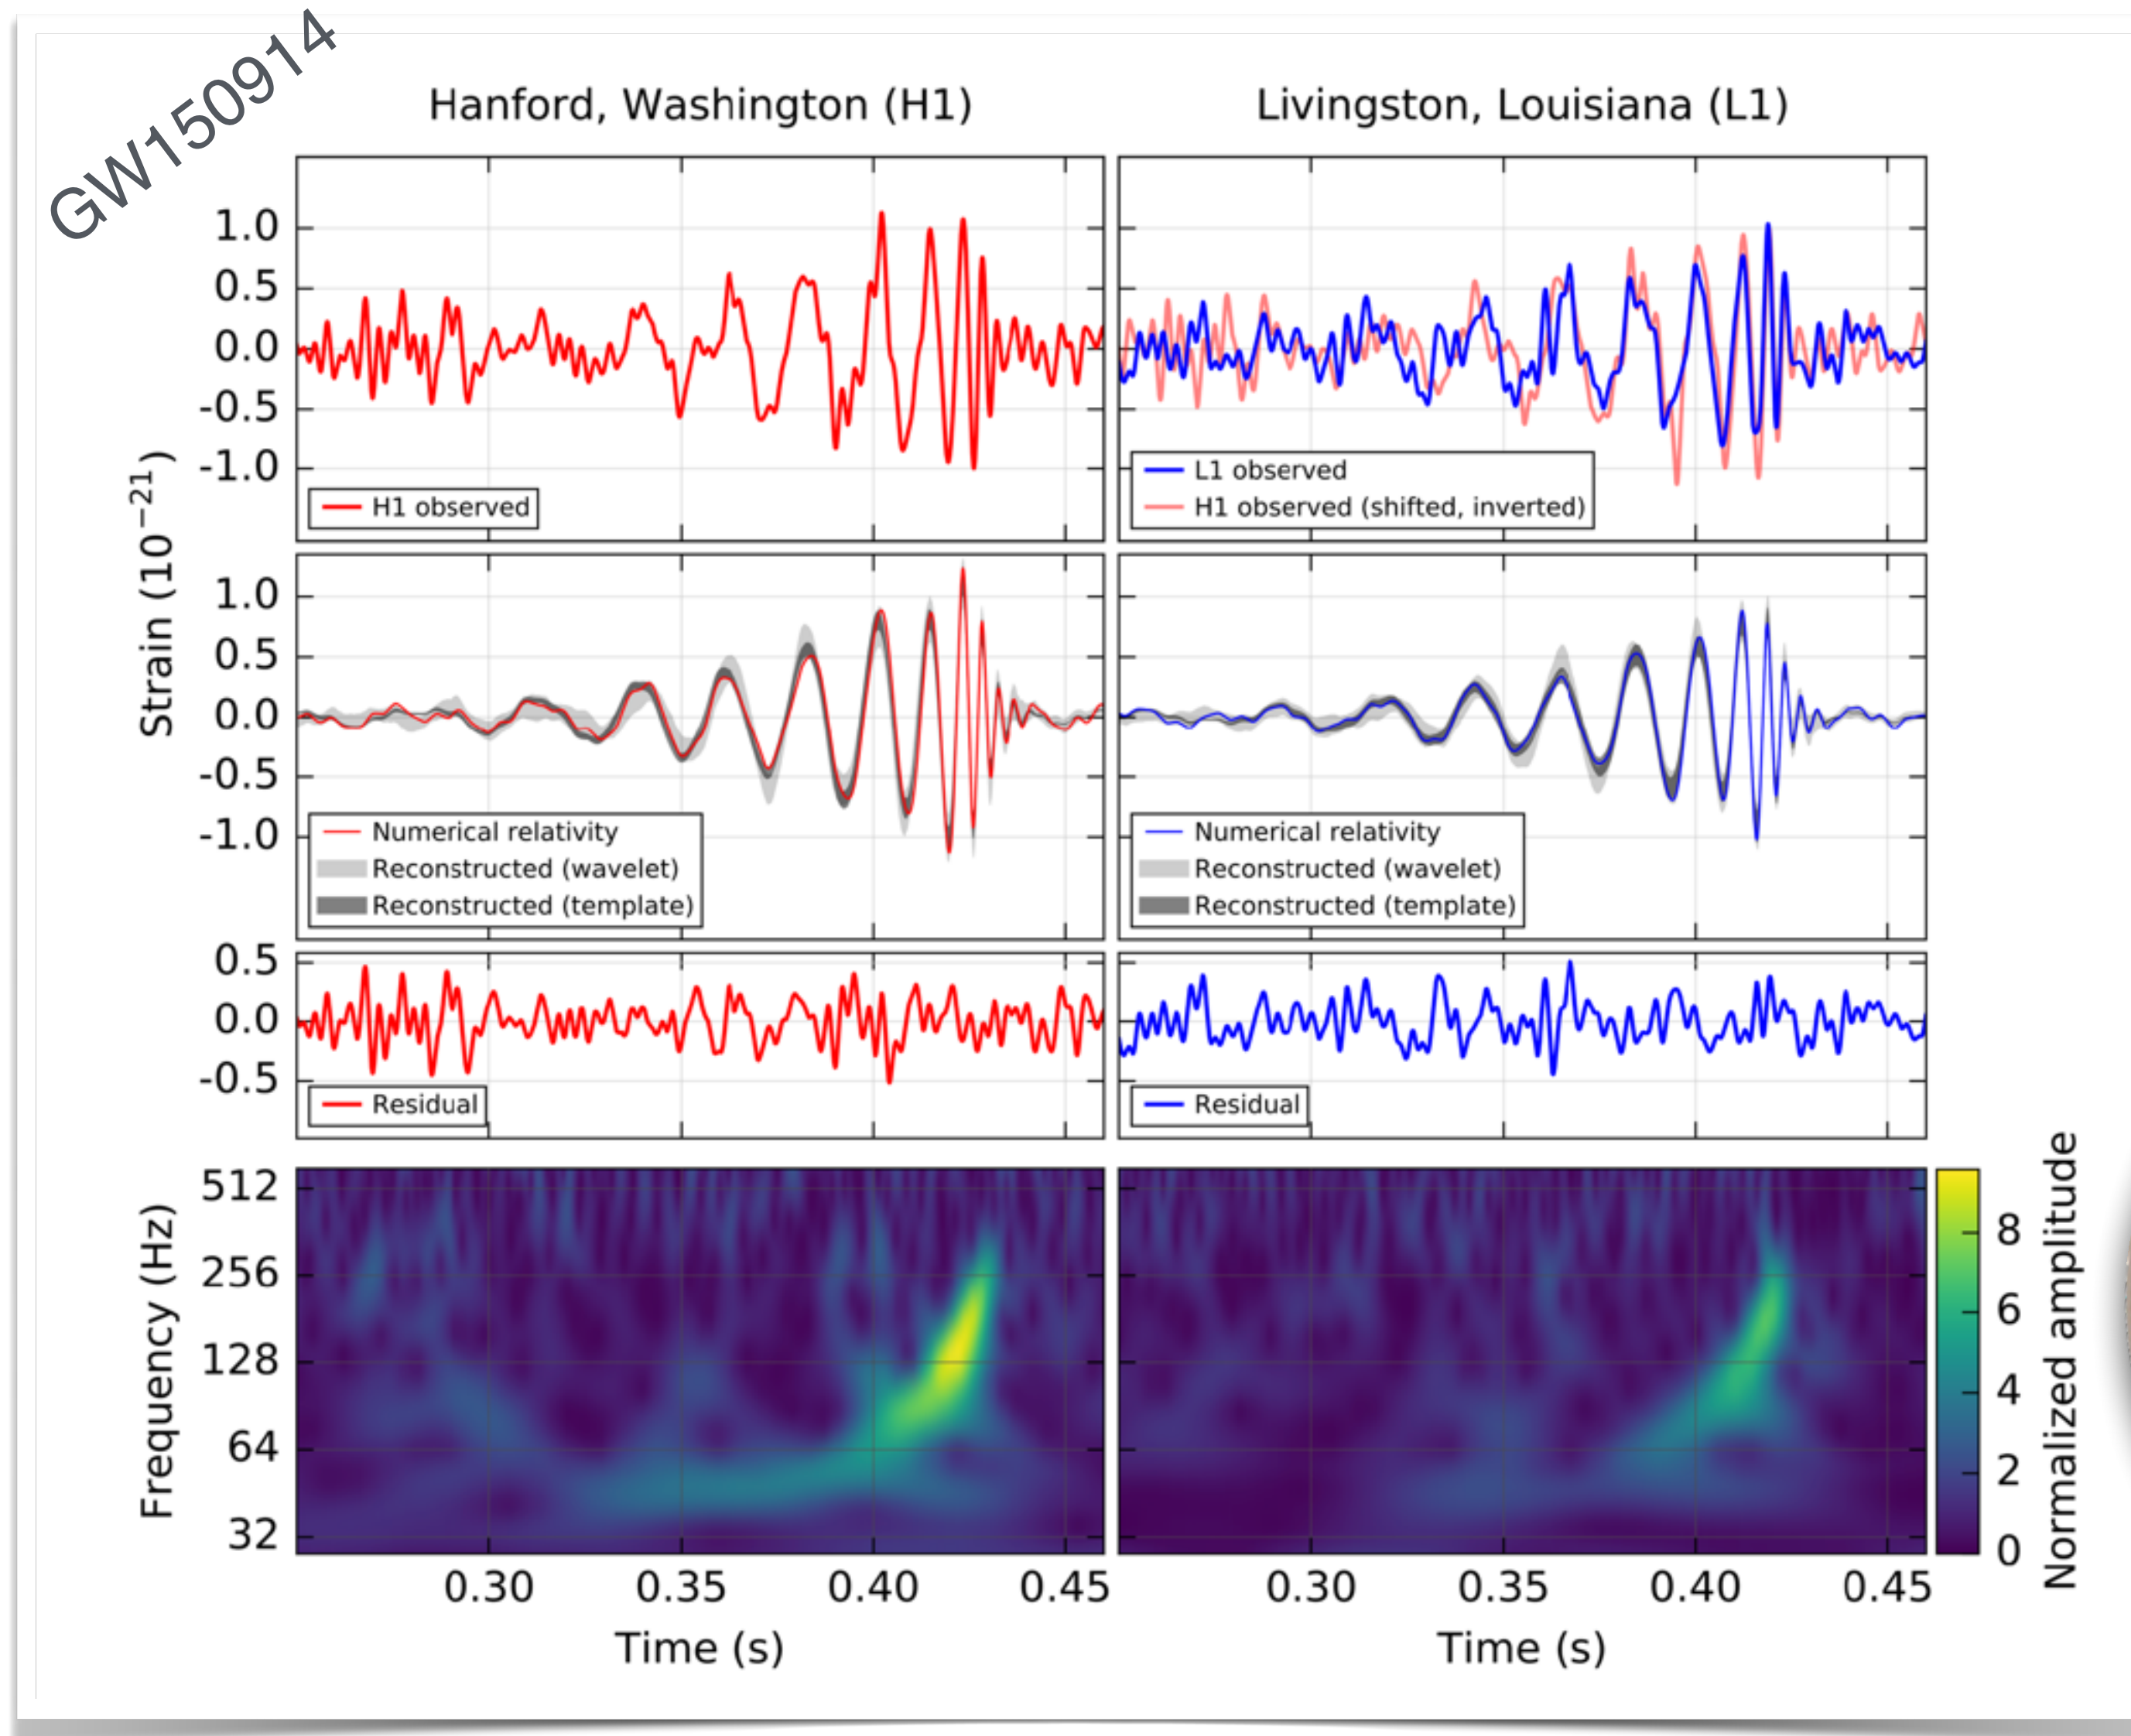 GW150914
Hanford, Washington (H1)
Livingston, Louisiana (L1)
Strain (10⁻²¹)
1.0
0.5
0.0
-0.5
-1.0
H1 observed
L1 observed
H1 observed (shifted, inverted)
1.0
0.5
0.0
-0.5
-1.0
Numerical relativity
Reconstructed (wavelet)
Reconstructed (template)
Numerical relativity
Reconstructed (wavelet)
Reconstructed (template)
0.5
0.0
-0.5
Residual
Residual
Frequency (Hz)
512
256
128
64
32
0.30 0.35 0.40 0.45
Time (s)
0.30 0.35 0.40 0.45
Time (s)
8
6
4
2
0
Normalized amplitude